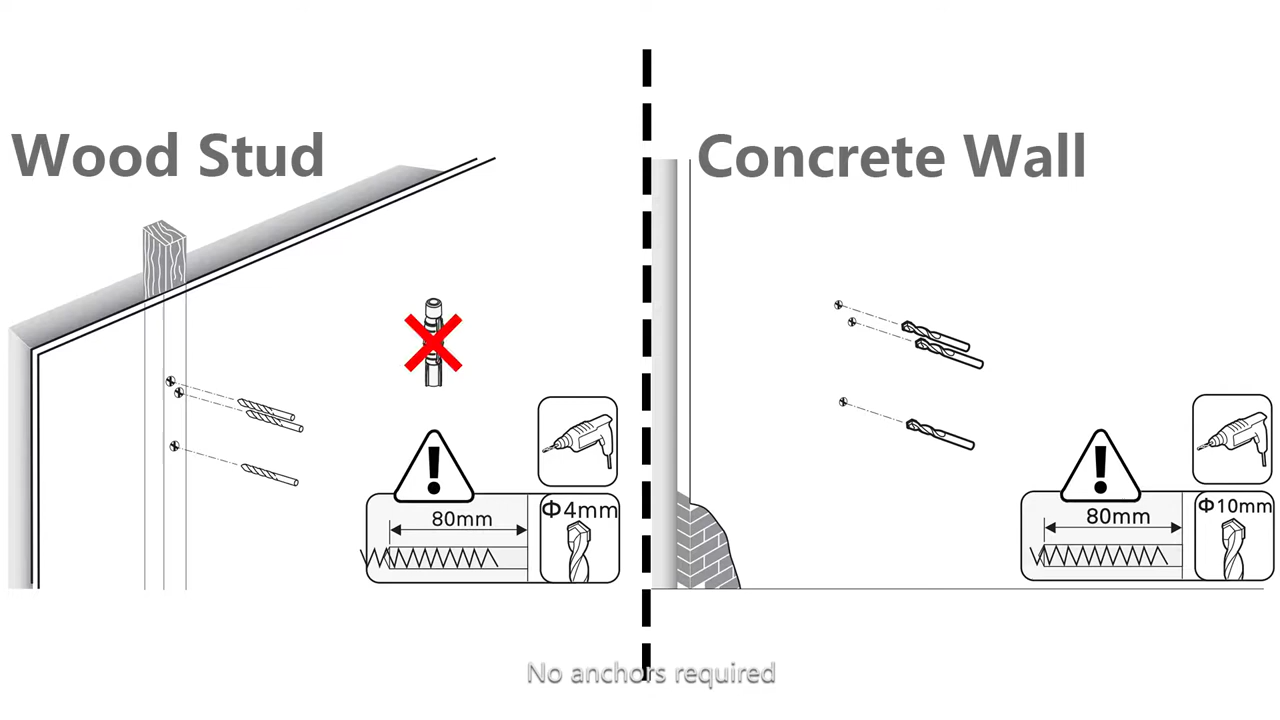 Wood Stud
80mm
Φ4mm
Concrete Wall
80mm
Φ10mm
No anchors required